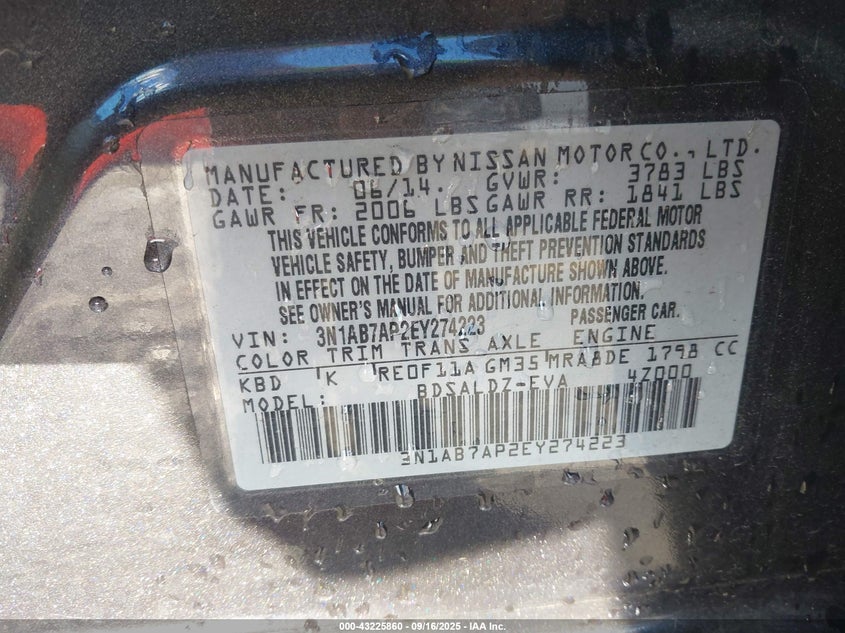 MANUFACTURED BY NISSAN MOTOR CO., LTD.
DATE: 06/14. GVWR: 3783 LBS
GAWR FR: 2006 LBS GAWR RR: 1841 LBS
THIS VEHICLE CONFORMS TO ALL APPLICABLE FEDERAL MOTOR
VEHICLE SAFETY, BUMPER AND THEFT PREVENTION STANDARDS
IN EFFECT ON THE DATE OF MANUFACTURE SHOWN ABOVE.
SEE OWNER'S MANUAL FOR ADDITIONAL INFORMATION.
VIN: 3N1AB7AP2EY274223 PASSENGER CAR.
COLOR TRIM TRANS AXLE ENGINE
KBD K RE0F11A GM35 MRA8DE 1798 CC
MODEL: BDSALDZ-EVA 4Z000
3N1AB7AP2EY274223
000-43225860 - 09/16/2025 - IAA Inc.